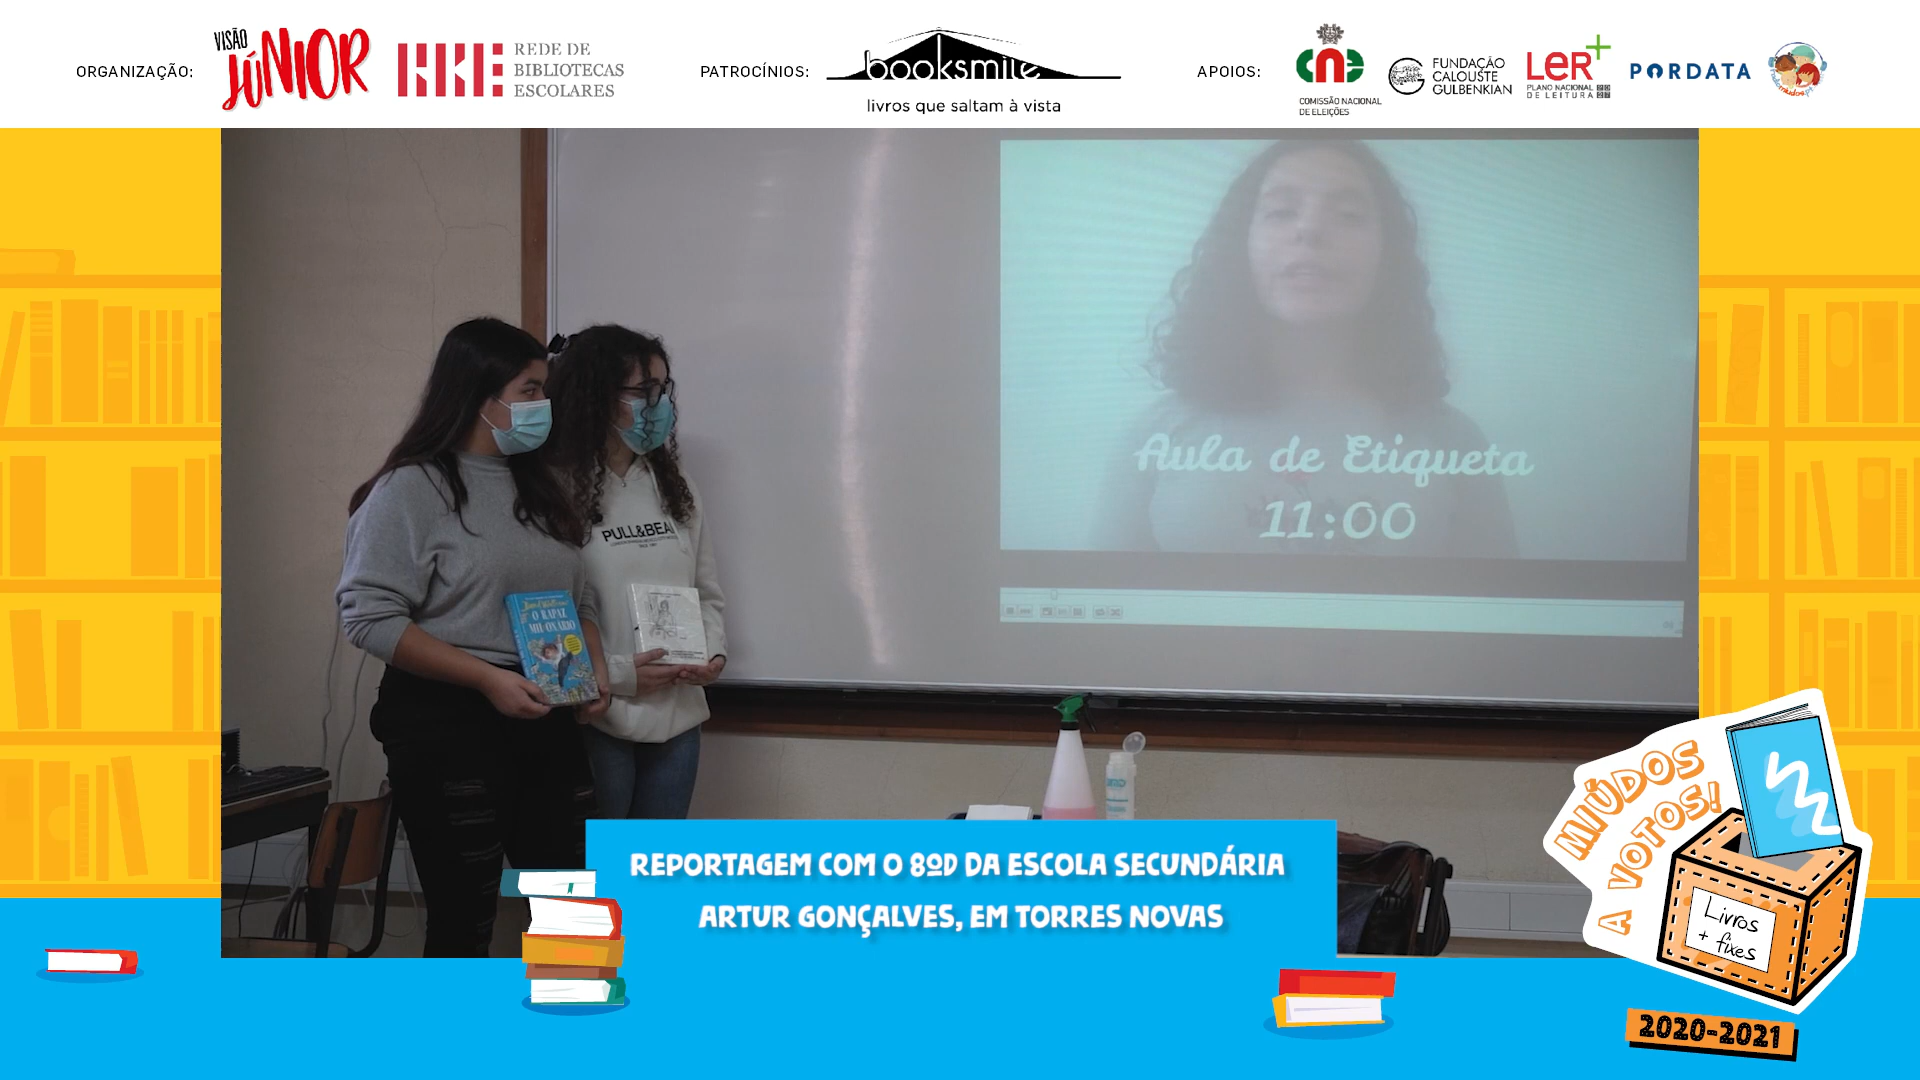 ORGANIZAÇÃO:
VISÃO
JÚNIOR
REDE DE
BIBLIOTECAS
ESCOLARES
PATROCÍNIOS:
booksmile
livros que saltam à vista
APOIOS:
cne
COMISSÃO NACIONAL
DE ELEIÇÕES
FUNDAÇÃO
CALOUSTE
GULBENKIAN
LeR+
PLANO NACIONAL
DE LEITURA
PORDATA
Aula de Etiqueta
11:00
PULL&BEA
O RAPAZ
MILIONÁRIO
REPORTAGEM COM O 8ºD DA ESCOLA SECUNDÁRIA
ARTUR GONÇALVES, EM TORRES NOVAS
MIÚDOS
A VOTOS!
Livros
+ fixes
2020-2021